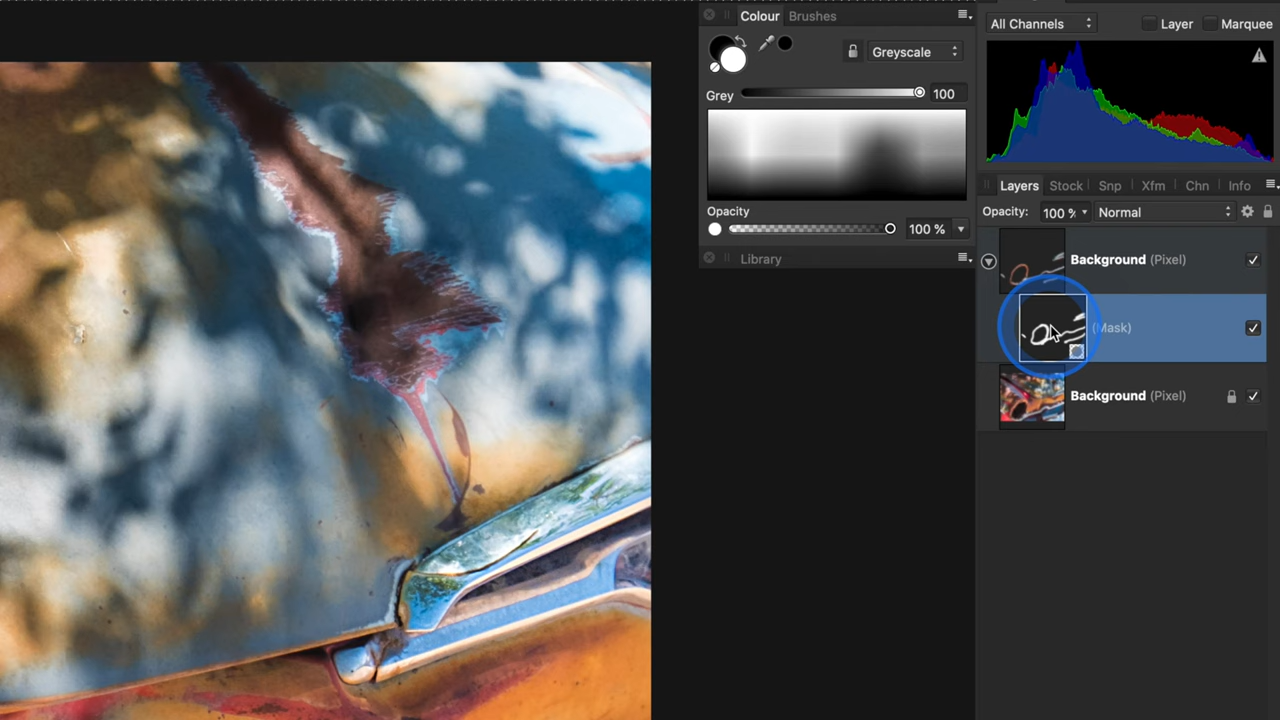 Colour Brushes
Greyscale
Grey 100
Opacity
100 %
Library
All Channels Layer Marquee
Layers Stock Snp Xfm Chn Info
Opacity: 100 % Normal
Background (Pixel)
(Mask)
Background (Pixel)